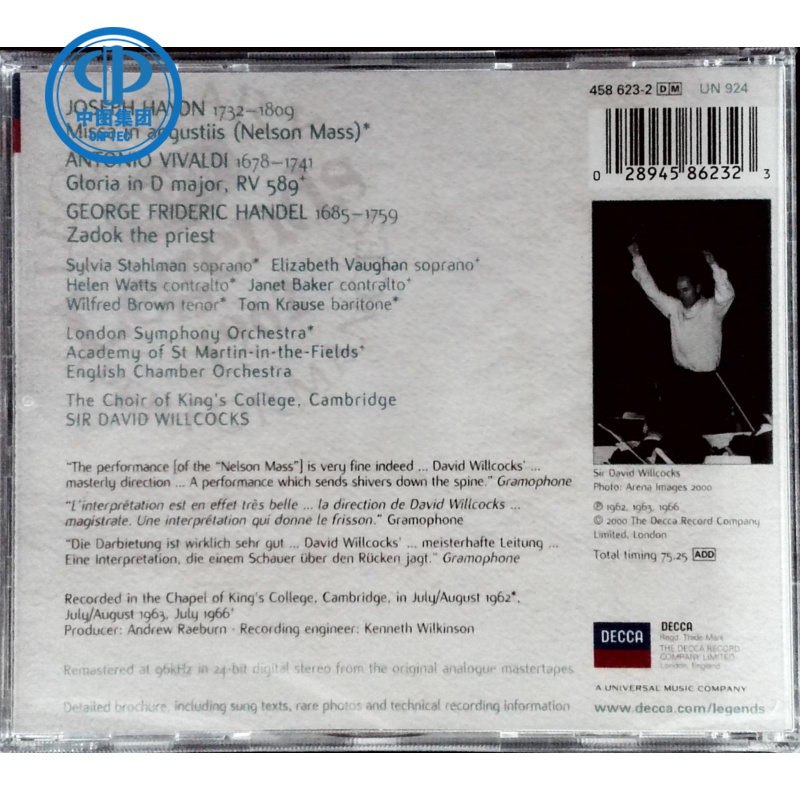 中图集团
CNPIEC
JOSEPH HAYDN 1732–1809
Missa in angustiis (Nelson Mass)*
ANTONIO VIVALDI 1678–1741
Gloria in D major, RV 589⁺
GEORGE FRIDERIC HANDEL 1685–1759
Zadok the priest
Sylvia Stahlman soprano* Elizabeth Vaughan soprano⁺
Helen Watts contralto* Janet Baker contralto⁺
Wilfred Brown tenor* Tom Krause baritone*
London Symphony Orchestra*
Academy of St Martin-in-the-Fields⁺
English Chamber Orchestra
The Choir of King's College, Cambridge
SIR DAVID WILLCOCKS
"The performance [of the "Nelson Mass"] is very fine indeed ... David Willcocks' ...
masterly direction ... A performance which sends shivers down the spine." Gramophone
"L'interprétation est en effet très belle ... la direction de David Willcocks ...
magistrale. Une interprétation qui donne le frisson." Gramophone
"Die Darbietung ist wirklich sehr gut ... David Willcocks' ... meisterhafte Leitung ...
Eine Interpretation, die einem Schauer über den Rücken jagt." Gramophone
Recorded in the Chapel of King's College, Cambridge, in July/August 1962*,
July/August 1963, July 1966⁺
Producer: Andrew Raeburn · Recording engineer: Kenneth Wilkinson
Remastered at 96kHz in 24-bit digital stereo from the original analogue mastertapes
Detailed brochure, including sung texts, rare photos and technical recording information
458 623-2 DM UN 924
0 28945 86232 3
Sir David Willcocks
Photo: Arena Images 2000
℗ 1962, 1963, 1966
© 2000 The Decca Record Company
Limited, London
Total timing 75.25 ADD
DECCA
DECCA
Regd. Trade Mark
THE DECCA RECORD
COMPANY LIMITED
London, England
A UNIVERSAL MUSIC COMPANY
www.decca.com/legends